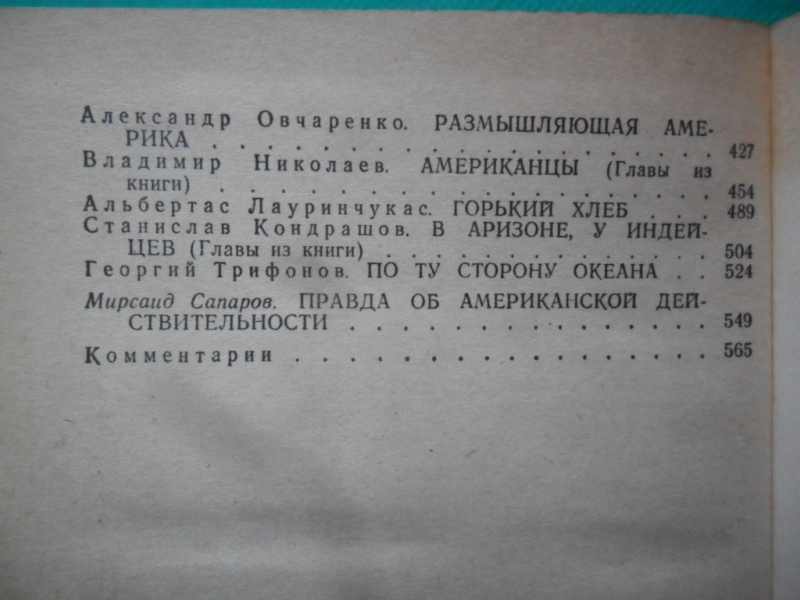 Александр Овчаренко. РАЗМЫШЛЯЮЩАЯ АМЕ-
РИКА . . . . . . . . . . . . . . . . . . . . 427
Владимир Николаев. АМЕРИКАНЦЫ (Главы из
книги) . . . . . . . . . . . . . . . . . . . . 454
Альбертас Лауринчукас. ГОРЬКИЙ ХЛЕБ . . . 489
Станислав Кондрашов. В АРИЗОНЕ, У ИНДЕЙ-
ЦЕВ (Главы из книги) . . . . . . . . . . . . . 504
Георгий Трифонов. ПО ТУ СТОРОНУ ОКЕАНА . . 524
Мирсаид Сапаров. ПРАВДА ОБ АМЕРИКАНСКОЙ ДЕЙ-
СТВИТЕЛЬНОСТИ . . . . . . . . . . . . . . . 549
Комментарии . . . . . . . . . . . . . . . . . 565